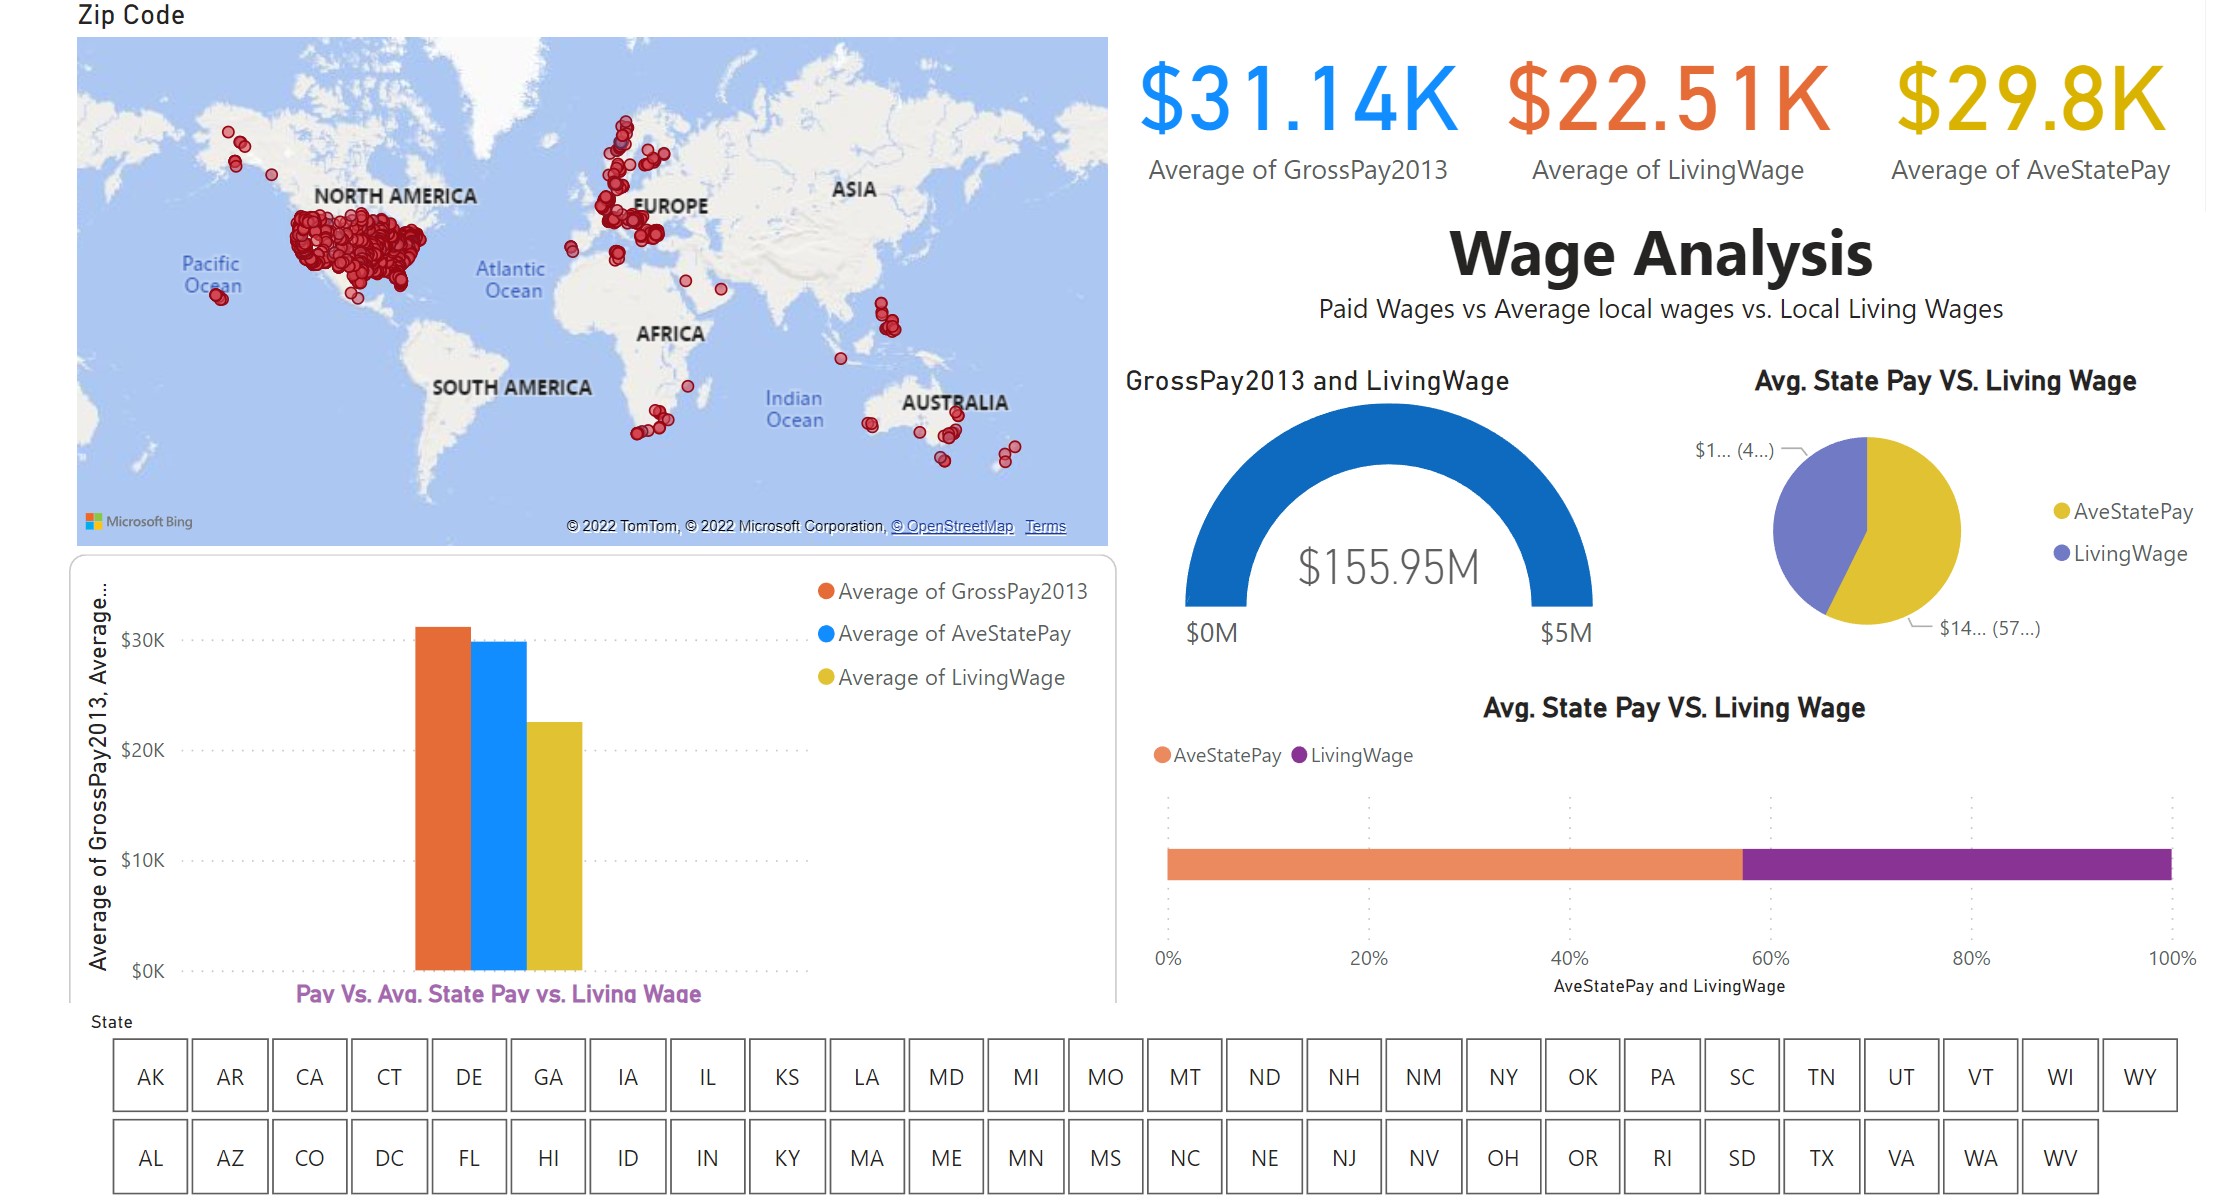 Zip Code
NORTH AMERICA
EUROPE
ASIA
Pacific
Ocean
Atlantic
Ocean
AFRICA
SOUTH AMERICA
Indian
Ocean
AUSTRALIA
Microsoft Bing
© 2022 TomTom, © 2022 Microsoft Corporation, © OpenStreetMap Terms
$31.14K
Average of GrossPay2013
$22.51K
Average of LivingWage
$29.8K
Average of AveStatePay
Wage Analysis
Paid Wages vs Average local wages vs. Local Living Wages
GrossPay2013 and LivingWage
$155.95M
$0M
$5M
Avg. State Pay VS. Living Wage
$1... (4...)
$14... (57...)
AveStatePay
LivingWage
Average of GrossPay2013, Average...
$30K
$20K
$10K
$0K
Average of GrossPay2013
Average of AveStatePay
Average of LivingWage
Pay Vs. Avg. State Pay vs. Living Wage
Avg. State Pay VS. Living Wage
AveStatePay LivingWage
0% 20% 40% 60% 80% 100%
AveStatePay and LivingWage
State
AK AR CA CT DE GA IA IL KS LA MD MI MO MT ND NH NM NY OK PA SC TN UT VT WI WY
AL AZ CO DC FL HI ID IN KY MA ME MN MS NC NE NJ NV OH OR RI SD TX VA WA WV